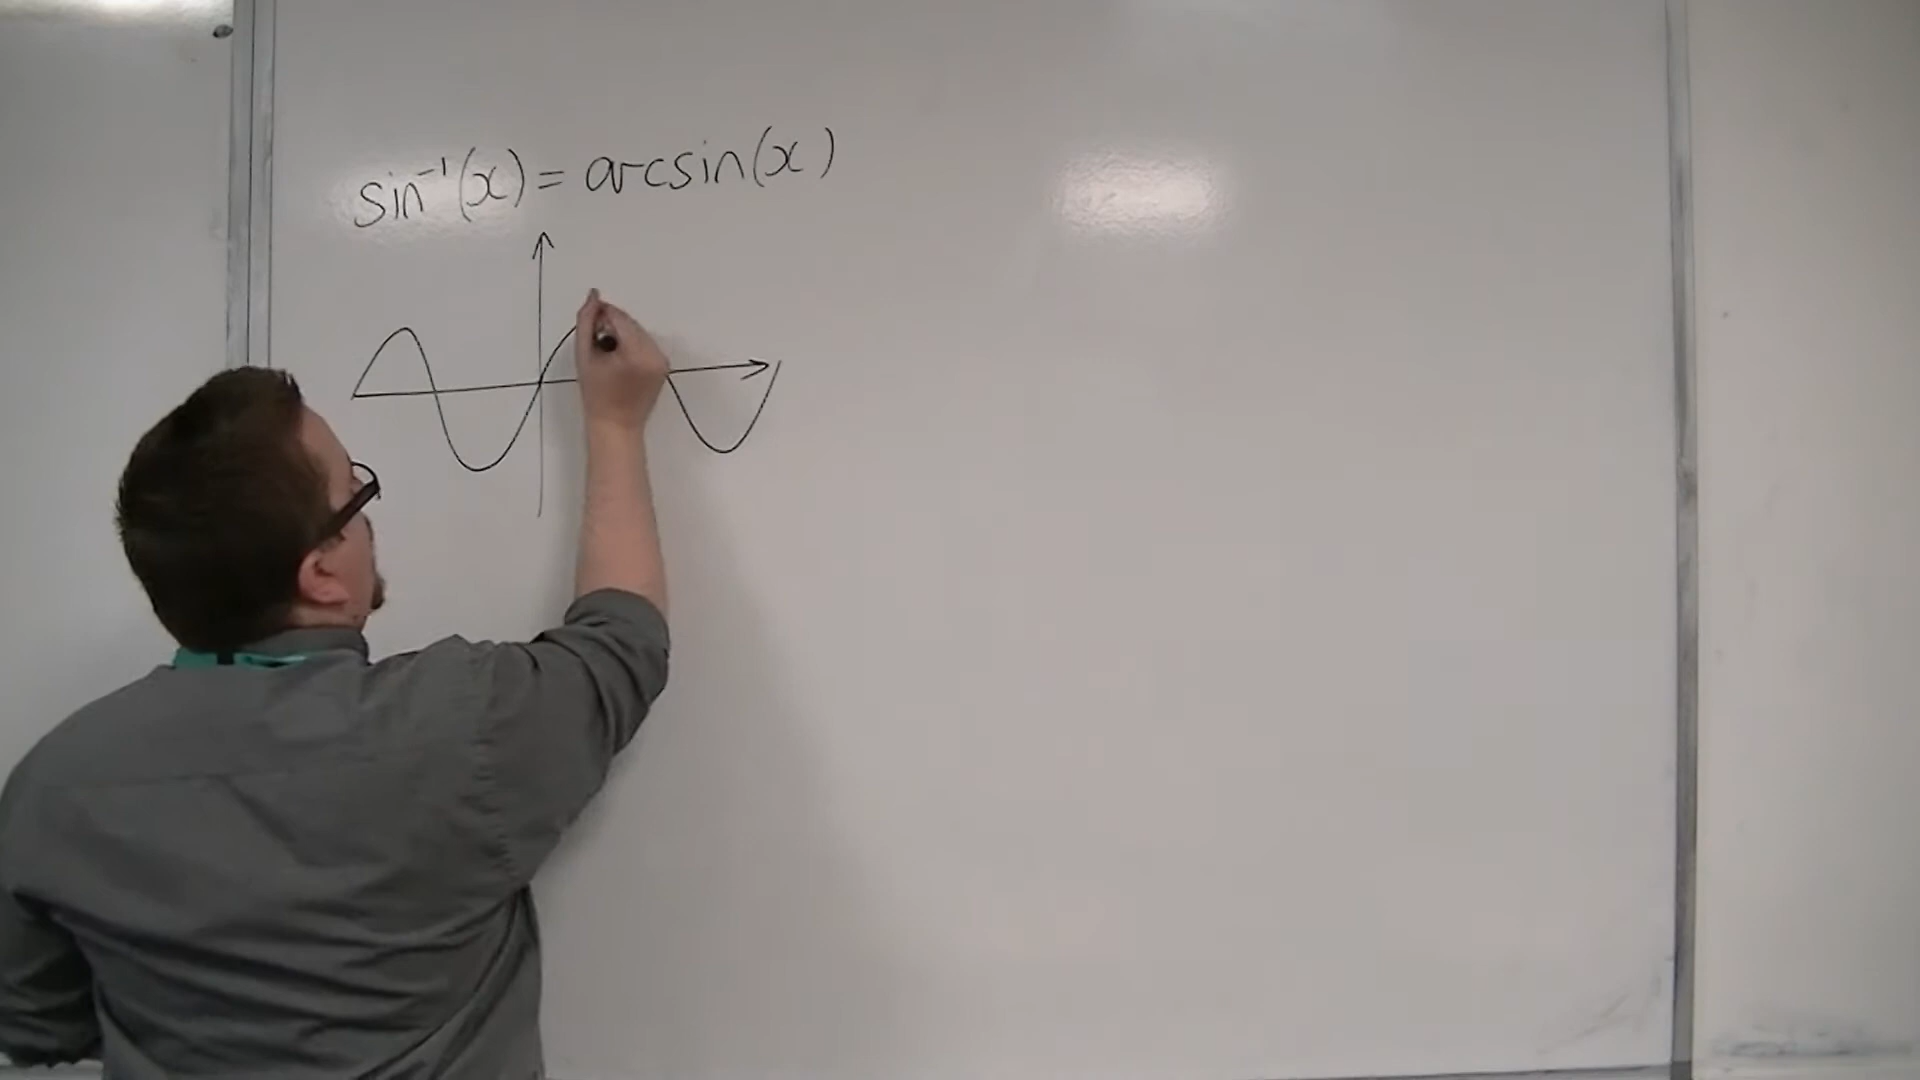 sin⁻¹(x) = arcsin(x)